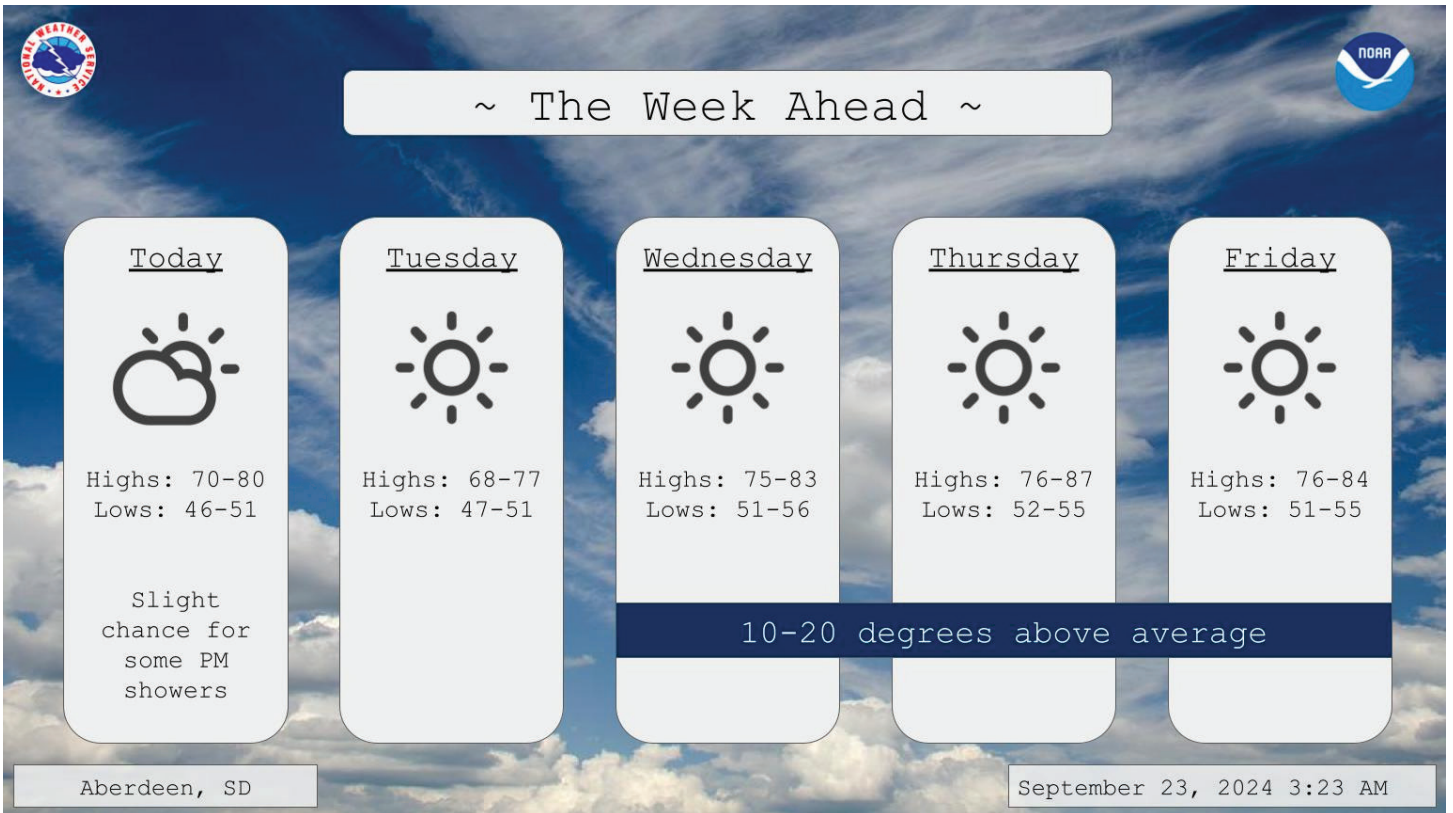 NATIONAL WEATHER SERVICE
NOAA
~ The Week Ahead ~
Today
Highs: 70-80
Lows: 46-51
Slight
chance for
some PM
showers
Tuesday
Highs: 68-77
Lows: 47-51
Wednesday
Highs: 75-83
Lows: 51-56
Thursday
Highs: 76-87
Lows: 52-55
Friday
Highs: 76-84
Lows: 51-55
10-20 degrees above average
Aberdeen, SD
September 23, 2024 3:23 AM